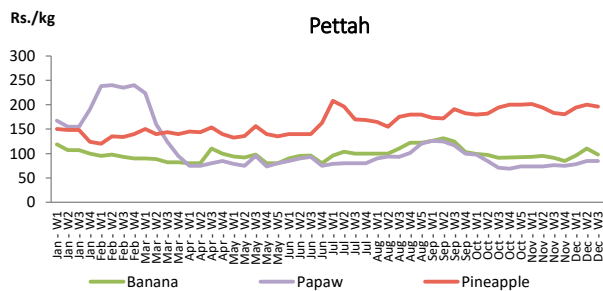 Rs./kg
Pettah
300
250
200
150
100
50
0
Jan - W1
Jan - W2
Jan - W3
Jan - W4
Feb - W1
Feb - W2
Feb - W3
Feb - W4
Mar - W1
Mar - W2
Mar - W3
Mar - W4
Apr - W1
Apr - W2
Apr - W3
Apr - W4
May - W1
May - W2
May - W3
May - W4
May - W5
Jun - W1
Jun - W2
Jun - W3
Jun - W4
Jul - W1
Jul - W2
Jul - W3
Jul - W4
Aug - W1
Aug - W2
Aug - W3
Aug - W4
Aug - W5
Sep - W1
Sep - W2
Sep - W3
Sep - W4
Oct - W1
Oct - W2
Oct - W3
Oct - W4
Oct - W5
Nov - W1
Nov - W2
Nov - W3
Nov - W4
Dec - W1
Dec - W2
Dec - W3
Banana
Papaw
Pineapple